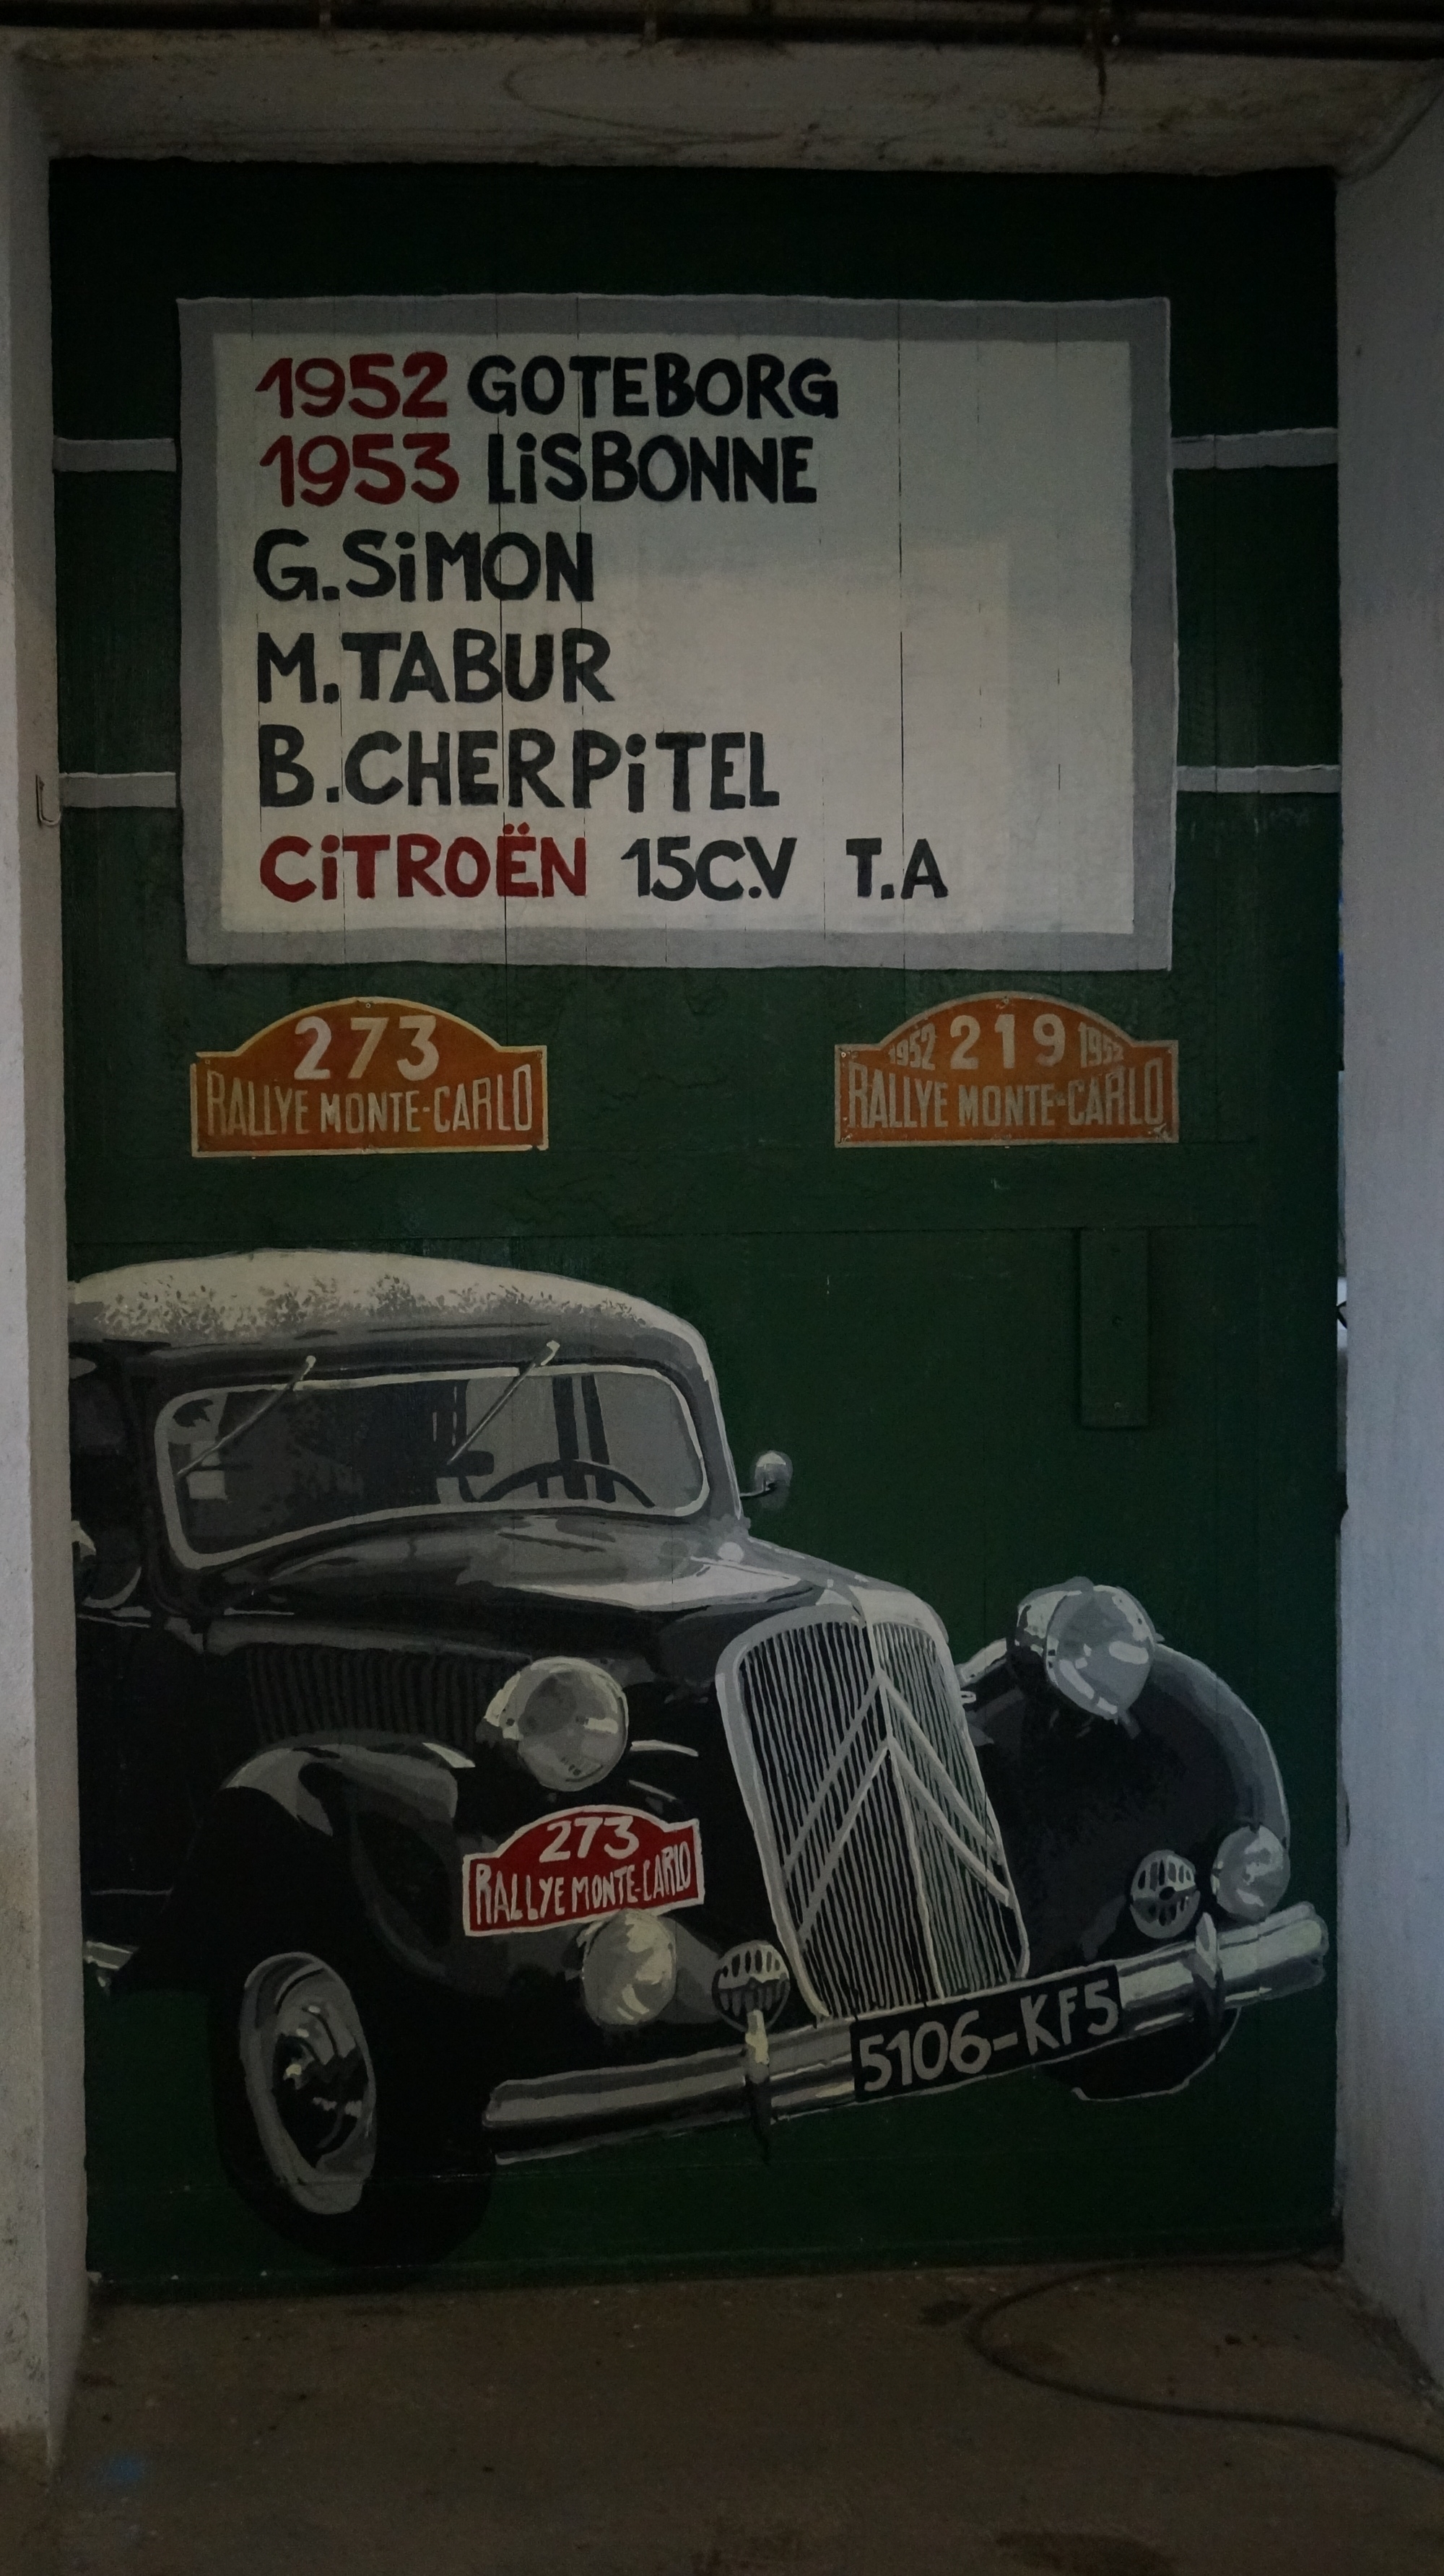 1952 GOTEBORG
1953 LiSBONNE
G.SiMON
M.TABUR
B.CHERPiTEL
CiTROËN 15C.V T.A
273
RALLYE MONTE-CARLO
1952 219 1952
RALLYE MONTE-CARLO
273
RALLYE MONTE-CARLO
5106-KF5